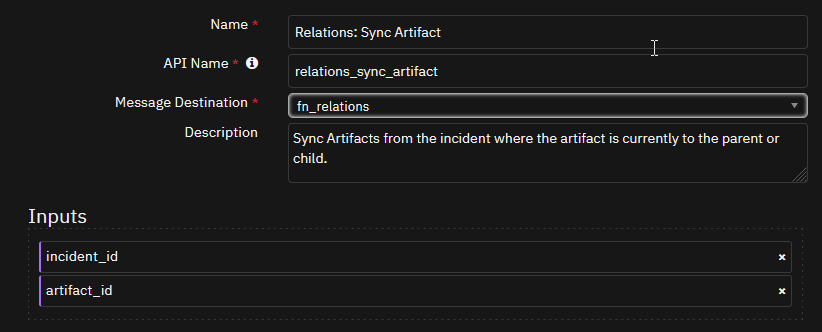 Name *
Relations: Sync Artifact
API Name *
relations_sync_artifact
Message Destination *
fn_relations
Description
Sync Artifacts from the incident where the artifact is currently to the parent or
child.
Inputs
incident_id
artifact_id